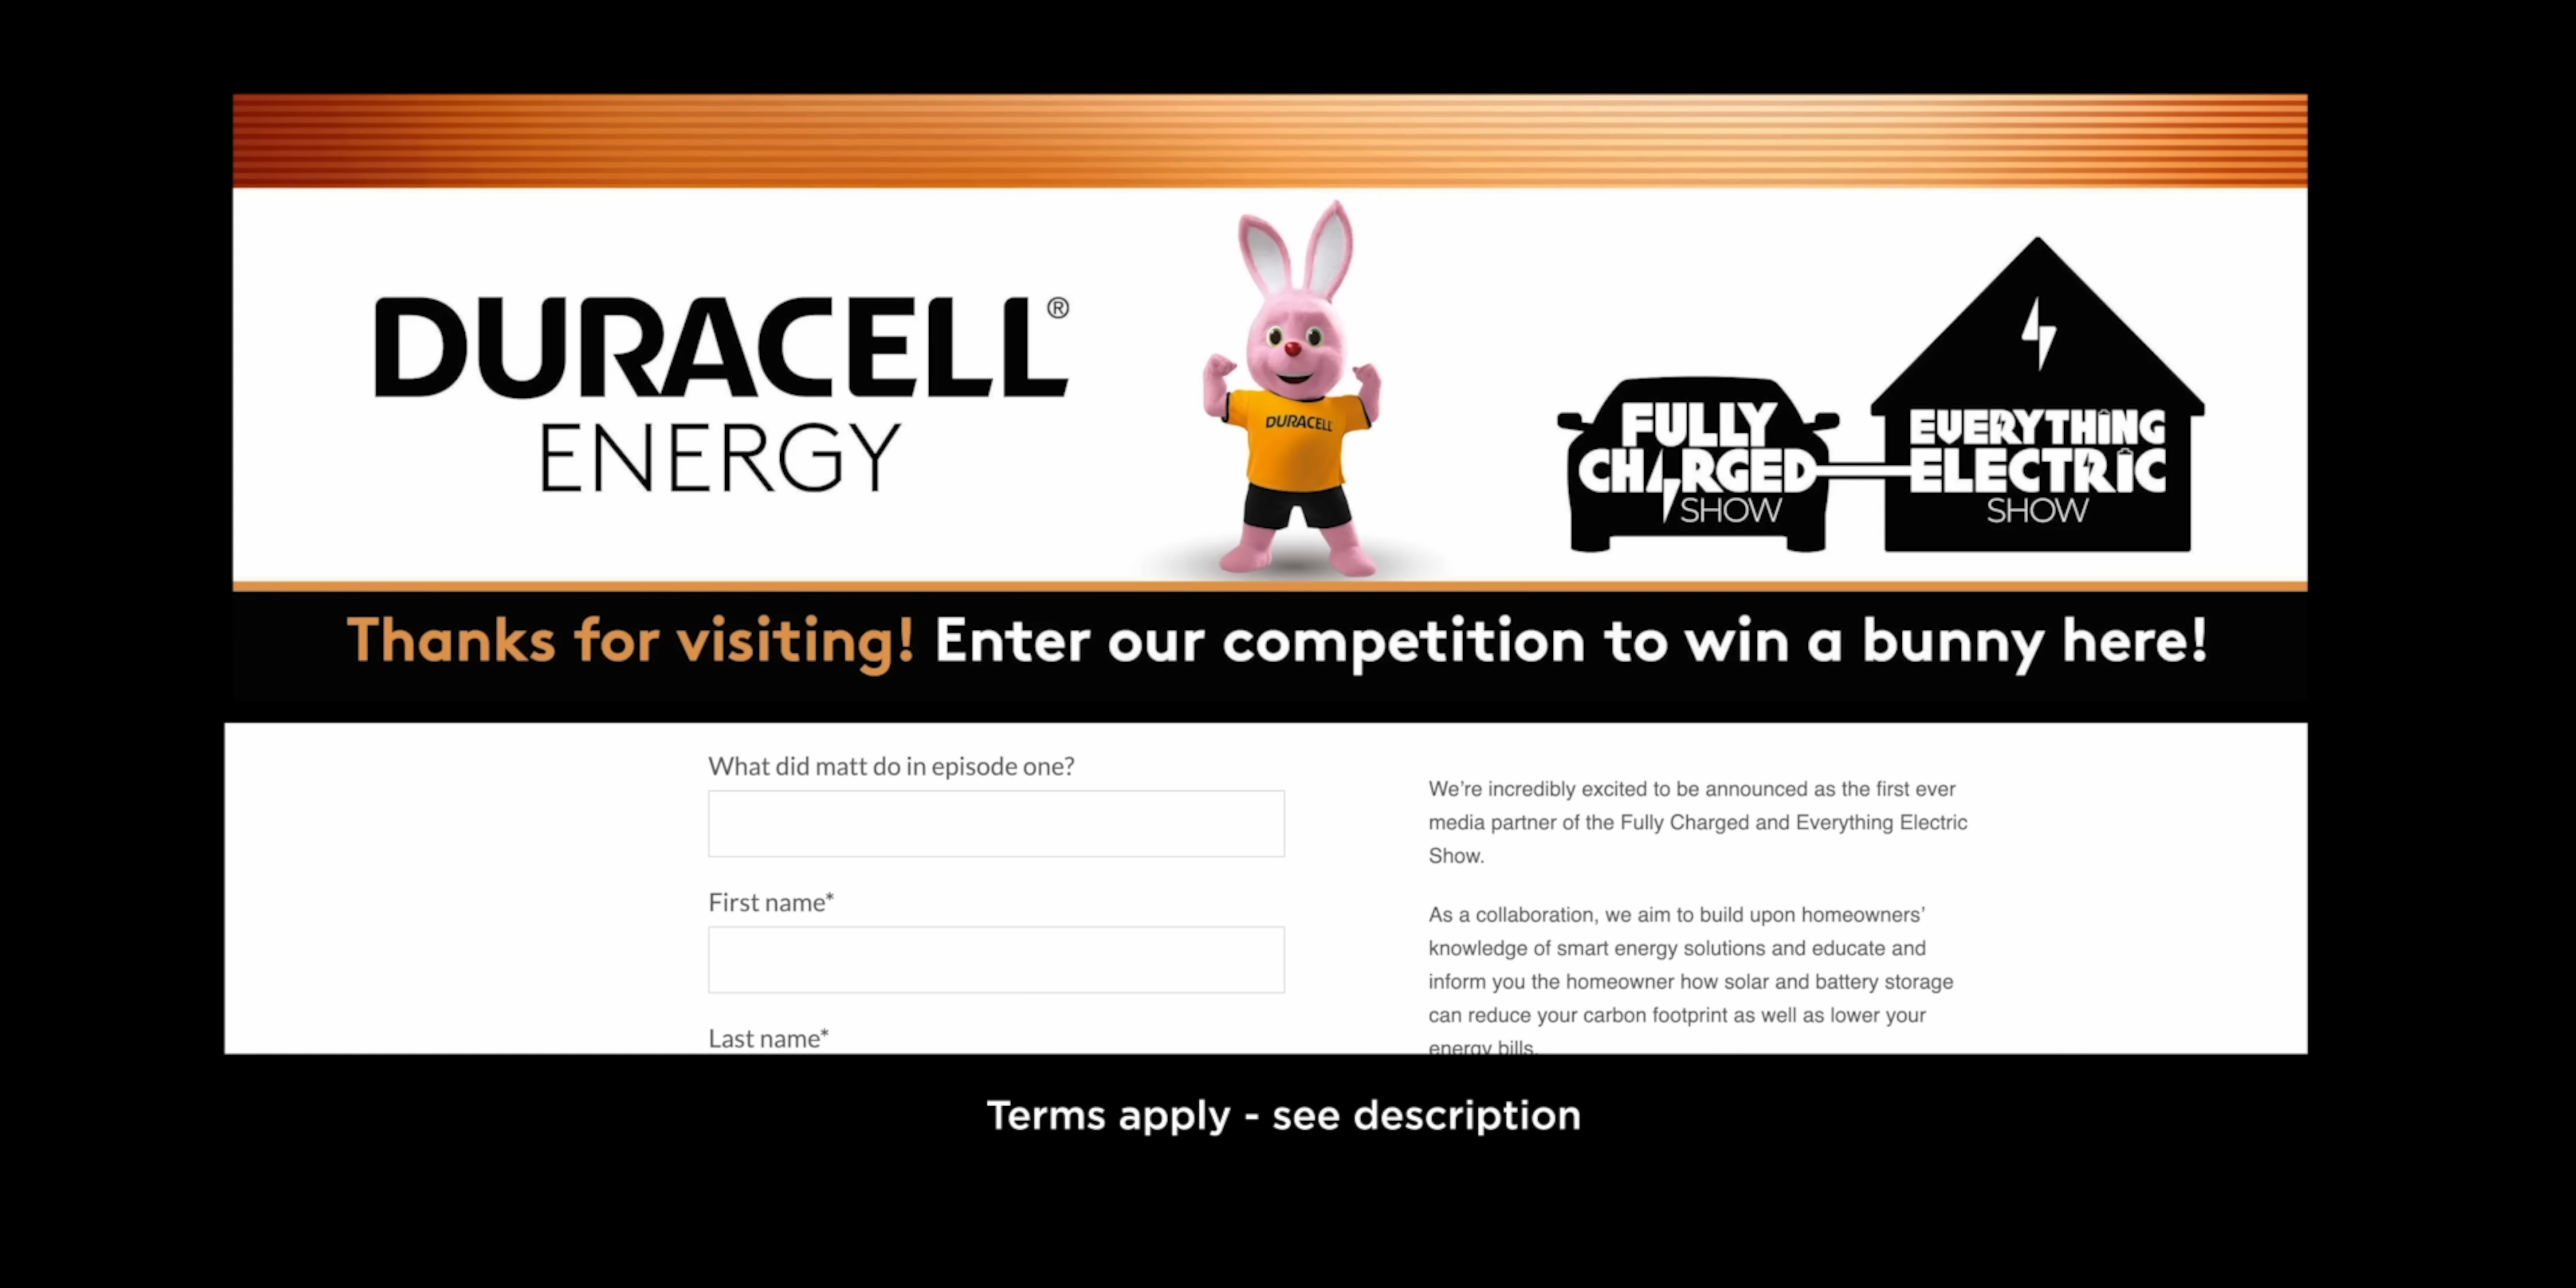 DURACELL®
ENERGY
DURACELL
FULLY
CHARGED
SHOW
EVERYTHING
ELECTRIC
SHOW
Thanks for visiting! Enter our competition to win a bunny here!
What did matt do in episode one?
First name*
Last name*
We're incredibly excited to be announced as the first ever
media partner of the Fully Charged and Everything Electric
Show.
As a collaboration, we aim to build upon homeowners'
knowledge of smart energy solutions and educate and
inform you the homeowner how solar and battery storage
can reduce your carbon footprint as well as lower your
energy bills.
Terms apply - see description